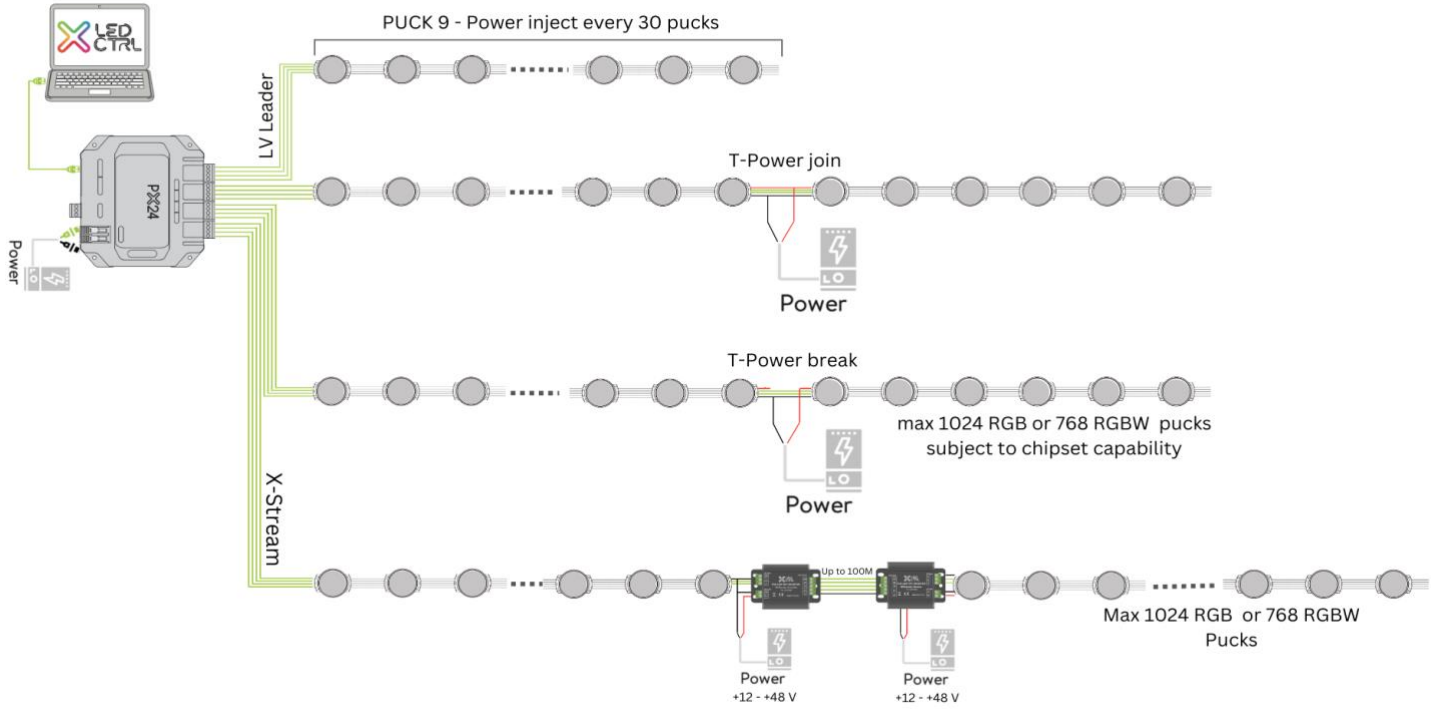 LED
CTRL
PUCK 9 - Power inject every 30 pucks
LV Leader
PX24
Power
T-Power join
LO
Power
LO
T-Power break
max 1024 RGB or 768 RGBW pucks
subject to chipset capability
LO
Power
X-Stream
Up to 100M
Max 1024 RGB or 768 RGBW
Pucks
LO
Power
+12 - +48 V
LO
Power
+12 - +48 V